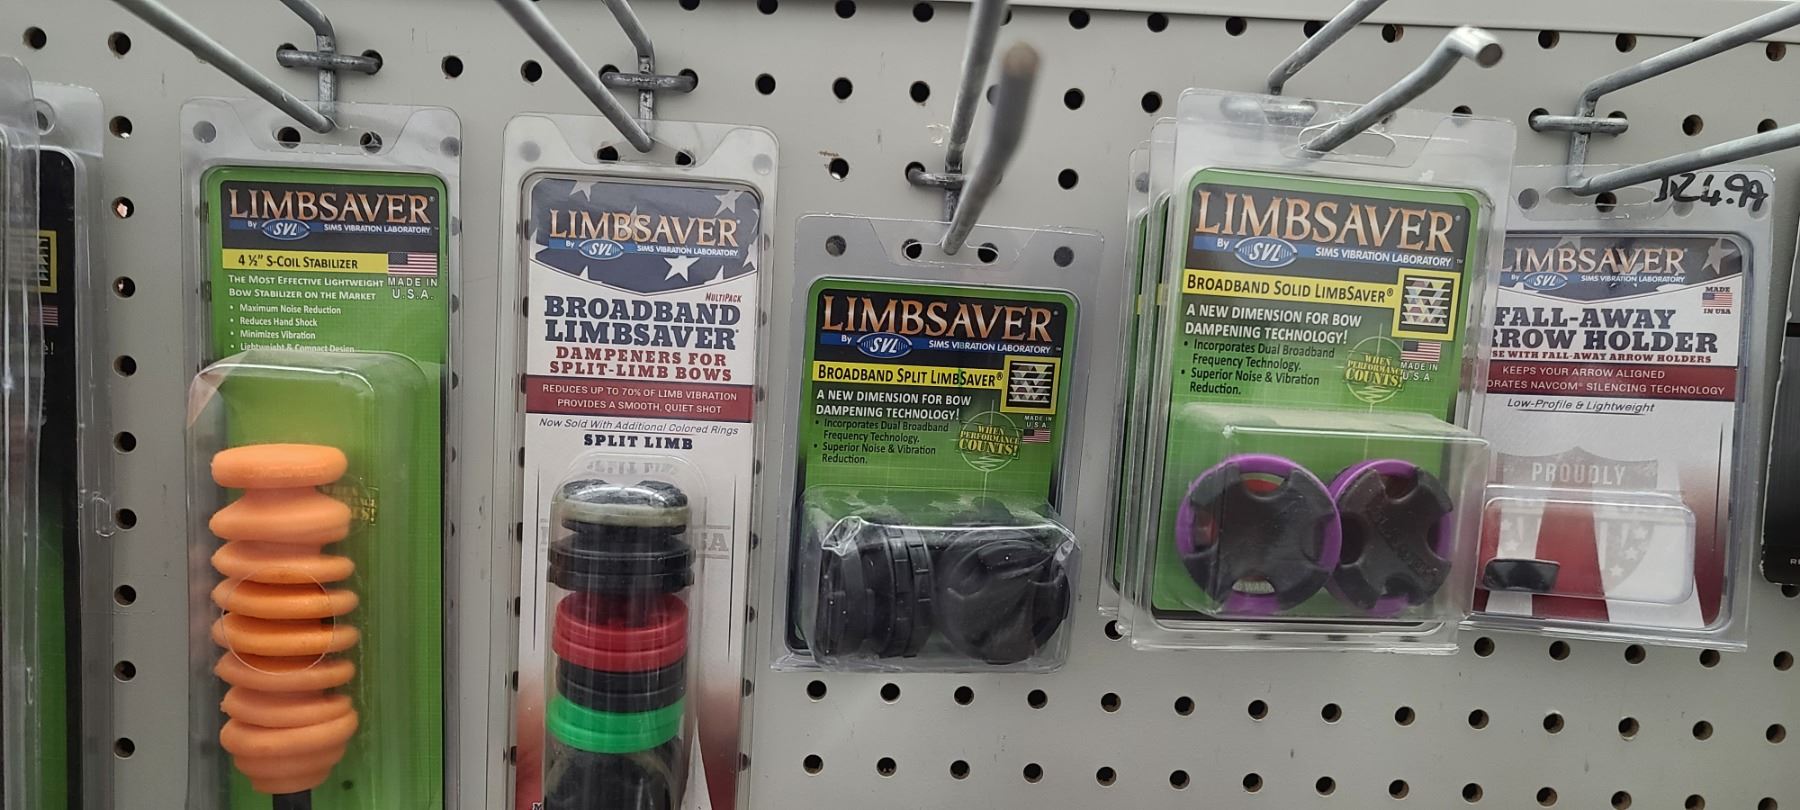 LIMBSAVER®
By SVL SIMS VIBRATION LABORATORY™
4 ½" S-COIL STABILIZER
THE MOST EFFECTIVE LIGHTWEIGHT
BOW STABILIZER ON THE MARKET
MADE IN
U.S.A.
• Maximum Noise Reduction
• Reduces Hand Shock
• Minimizes Vibration
• Lightweight & Compact Design
LIMBSAVER®
By SVL SIMS VIBRATION LABORATORY
MULTIPACK
BROADBAND
LIMBSAVER®
DAMPENERS FOR
SPLIT-LIMB BOWS
REDUCES UP TO 70% OF LIMB VIBRATION
PROVIDES A SMOOTH, QUIET SHOT
Now Sold With Additional Colored Rings
SPLIT LIMB
LIMBSAVER®
By SVL SIMS VIBRATION LABORATORY™
BROADBAND SPLIT LIMBSAVER®
A NEW DIMENSION FOR BOW
DAMPENING TECHNOLOGY!
• Incorporates Dual Broadband
Frequency Technology.
• Superior Noise & Vibration
Reduction.
MADE IN
U.S.A.
WHEN
PERFORMANCE
COUNTS!
LIMBSAVER®
By SVL SIMS VIBRATION LABORATORY™
BROADBAND SOLID LIMBSAVER®
A NEW DIMENSION FOR BOW
DAMPENING TECHNOLOGY!
• Incorporates Dual Broadband
Frequency Technology.
• Superior Noise & Vibration
Reduction.
WHEN
PERFORMANCE
COUNTS!
MADE IN
U.S.A.
LIMBSAVER®
SVL SIMS VIBRATION LABORATORY
MADE
IN USA
FALL-AWAY
RROW HOLDER
SE WITH FALL-AWAY ARROW HOLDERS
KEEPS YOUR ARROW ALIGNED
ORATES NAVCOM® SILENCING TECHNOLOGY
Low-Profile & Lightweight
PROUDLY